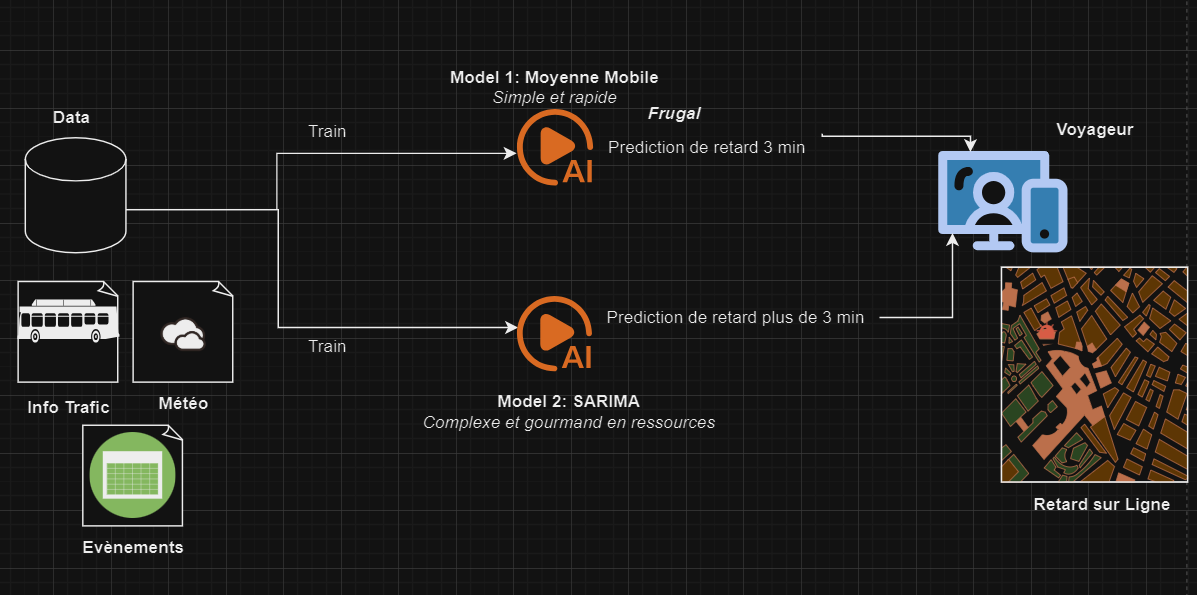 Model 1: Moyenne Mobile
Simple et rapide
Data
Frugal
Train
Voyageur
Prediction de retard 3 min
AI
Prediction de retard plus de 3 min
Train
AI
Info Trafic
Météo
Model 2: SARIMA
Complexe et gourmand en ressources
Retard sur Ligne
Evènements